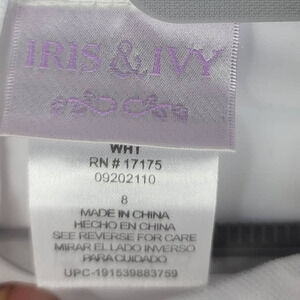 IRIS & IVY
WHT
RN # 17175
09202110
8
MADE IN CHINA
HECHO EN CHINA
SEE REVERSE FOR CARE
MIRAR EL LADO INVERSO
PARA CUIDADO
UPC-191539883759